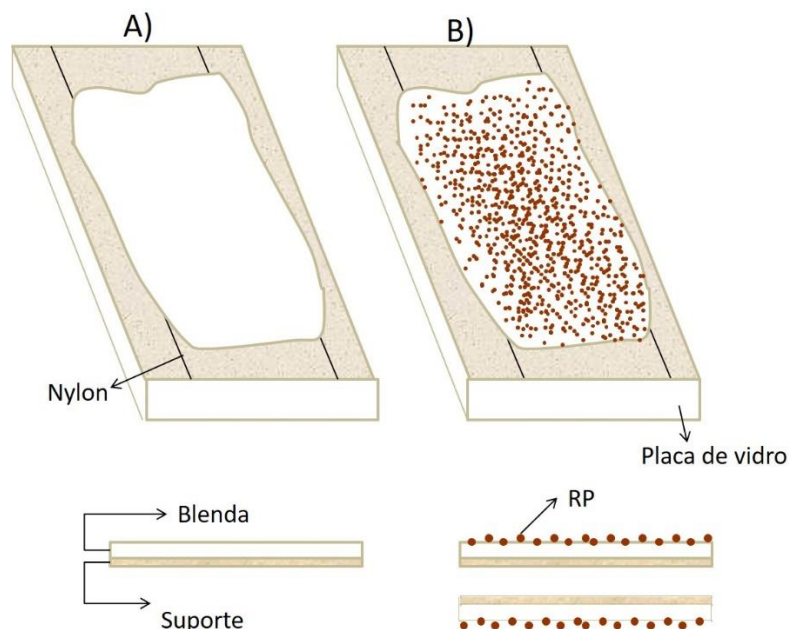 A)
B)
Nylon
Placa de vidro
Blenda
RP
Suporte